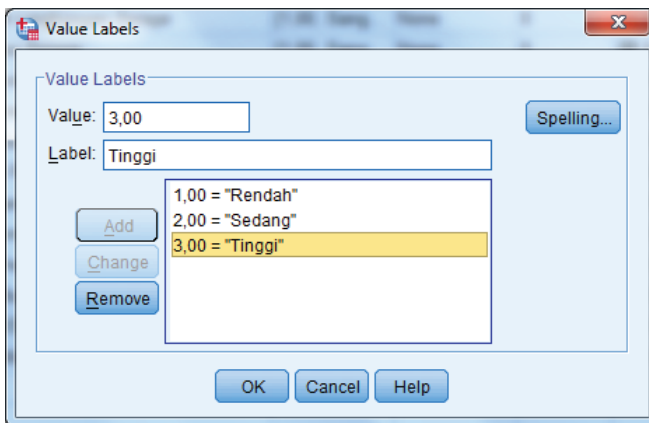 Value Labels
Value Labels
Value: 3,00
Spelling...
Label: Tinggi
1,00 = "Rendah"
2,00 = "Sedang"
3,00 = "Tinggi"
Add
Change
Remove
OK Cancel Help